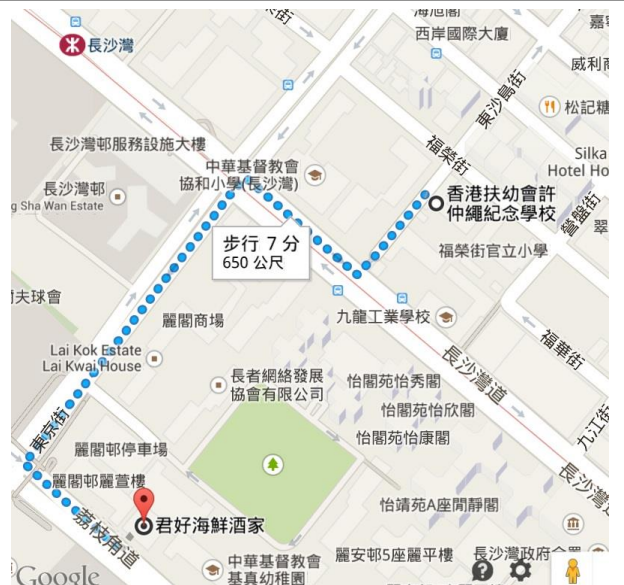 海旭閣
嘉
西岸國際大廈
長沙灣
威利商
東沙島街
松記糖
長沙灣邨服務設施大樓
福榮街
中華基督教會
協和小學(長沙灣)
Silka
Hotel Ho
長沙灣邨
g Sha Wan Estate
香港扶幼會許
仲繩紀念學校
營盤街
翠
步行 7 分
650 公尺
福榮街官立小學
爾夫球會
麗閣商場
九龍工業學校
福華街
Lai Kok Estate
Lai Kwai House
長沙灣道
長者網絡發展
協會有限公司
怡閣苑怡秀閣
怡閣苑怡欣閣
九江街
東京街
麗閣邨停車場
怡閣苑怡康閣
麗閣邨麗萱樓
長沙灣道
怡靖苑A座閒靜閣
荔枝角道
君好海鮮酒家
中華基督教會
基真幼稚園
麗安邨5座麗平樓
長沙灣政府合署
Google